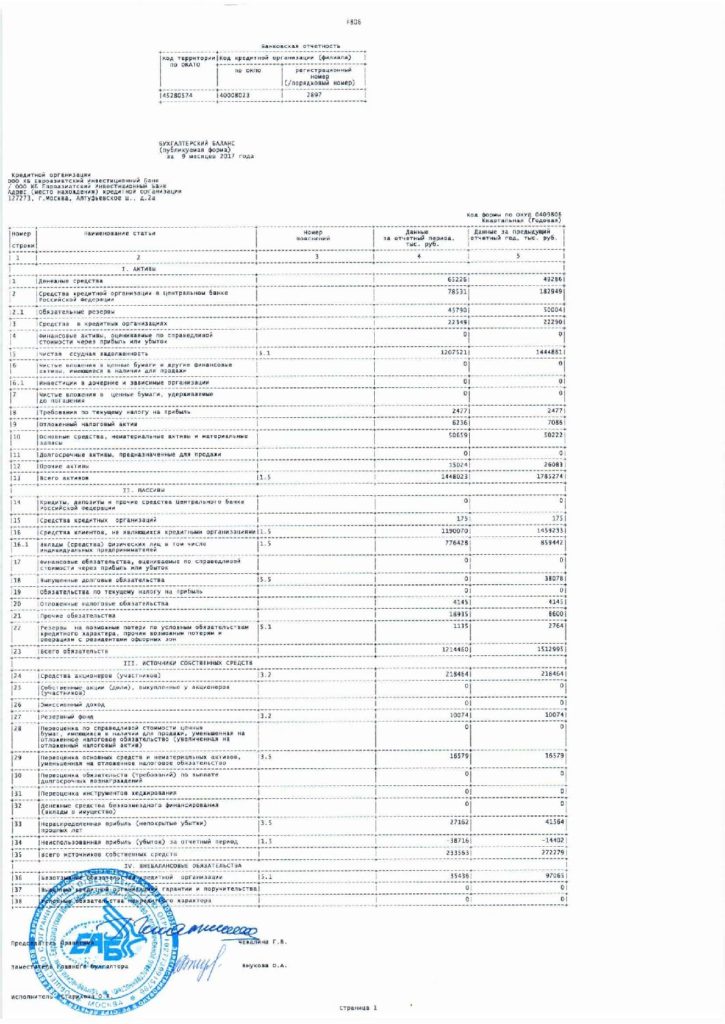 f806
Банковская отчетность
Код территории по ОКАТО
Код кредитной организации (филиала)
по ОКПО
регистрационный номер (/порядковый номер)
45280574 40008023 2897
БУХГАЛТЕРСКИЙ БАЛАНС
(публикуемая форма)
за 9 месяцев 2017 года
Кредитной организации
ООО КБ Евроазиатский Инвестиционный Банк
/ ООО КБ Евроазиатский Инвестиционный Банк
Адрес (место нахождения) кредитной организации
127273, г.Москва, Алтуфьевское ш., д.2а
Код формы по ОКУД 0409806
Квартальная (Годовая)
Номер строки
Наименование статьи
Номер пояснений
Данные за отчетный период, тыс. руб.
Данные за предыдущий отчетный год, тыс. руб.
1 2 3 4 5
I. АКТИВЫ
1 Денежные средства 63226 49286
2 Средства кредитной организации в Центральном банке Российской Федерации 78531 182949
2.1 Обязательные резервы 45790 50004
3 Средства в кредитных организациях 22349 22290
4 Финансовые активы, оцениваемые по справедливой стоимости через прибыль или убыток 0 0
5 Чистая ссудная задолженность 5.1 1207521 1444881
6 Чистые вложения в ценные бумаги и другие финансовые активы, имеющиеся в наличии для продажи 0 0
6.1 Инвестиции в дочерние и зависимые организации 0 0
7 Чистые вложения в ценные бумаги, удерживаемые до погашения 0 0
8 Требования по текущему налогу на прибыль 2477 2477
9 Отложенный налоговый актив 6236 7086
10 Основные средства, нематериальные активы и материальные запасы 50659 50222
11 Долгосрочные активы, предназначенные для продажи 0 0
12 Прочие активы 15024 26083
13 Всего активов 1.5 1448023 1785274
II. ПАССИВЫ
14 Кредиты, депозиты и прочие средства Центрального банка Российской Федерации 0 0
15 Средства кредитных организаций 175 175
16 Средства клиентов, не являющихся кредитными организациями 1.5 1190070 1459233
16.1 Вклады (средства) физических лиц в том числе индивидуальных предпринимателей 1.5 776428 859442
17 Финансовые обязательства, оцениваемые по справедливой стоимости через прибыль или убыток 0 0
18 Выпущенные долговые обязательства 5.5 0 38078
19 Обязательства по текущему налогу на прибыль 0 0
20 Отложенные налоговые обязательства 4145 4145
21 Прочие обязательства 18935 8600
22 Резервы на возможные потери по условным обязательствам кредитного характера, прочим возможным потерям и операциям с резидентами офшорных зон 5.1 1135 2764
23 Всего обязательств 1214460 1512995
III. ИСТОЧНИКИ СОБСТВЕННЫХ СРЕДСТВ
24 Средства акционеров (участников) 3.2 218464 218464
25 Собственные акции (доли), выкупленные у акционеров (участников) 0 0
26 Эмиссионный доход 0 0
27 Резервный фонд 3.2 10074 10074
28 Переоценка по справедливой стоимости ценных бумаг, имеющихся в наличии для продажи, уменьшенная на отложенное налоговое обязательство (увеличенная на отложенный налоговый актив) 0 0
29 Переоценка основных средств и нематериальных активов, уменьшенная на отложенное налоговое обязательство 3.5 16579 16579
30 Переоценка обязательств (требований) по выплате долгосрочных вознаграждений 0 0
31 Переоценка инструментов хеджирования 0 0
32 Денежные средства безвозмездного финансирования (вклады в имущество) 0 0
33 Нераспределенная прибыль (непокрытые убытки) прошлых лет 3.5 27162 41564
34 Неиспользованная прибыль (убыток) за отчетный период 1.5 -38716 -14402
35 Всего источников собственных средств 233563 272279
IV. ВНЕБАЛАНСОВЫЕ ОБЯЗАТЕЛЬСТВА
36 Безотзывные обязательства кредитной организации 5.1 35436 97065
37 Выданные кредитной организацией гарантии и поручительства 0 0
38 Условные обязательства некредитного характера 0 0
Председатель Правления Чевалина Г.В.
Заместитель Главного бухгалтера Внукова О.А.
Исполнитель
ЕАБ
МОСКВА
Страница 1